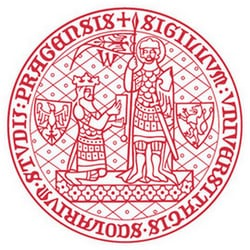 + SIGILLVM : VNIVERSITATIS : SCOLARIVM : STVDII : PRAGENSIS
W